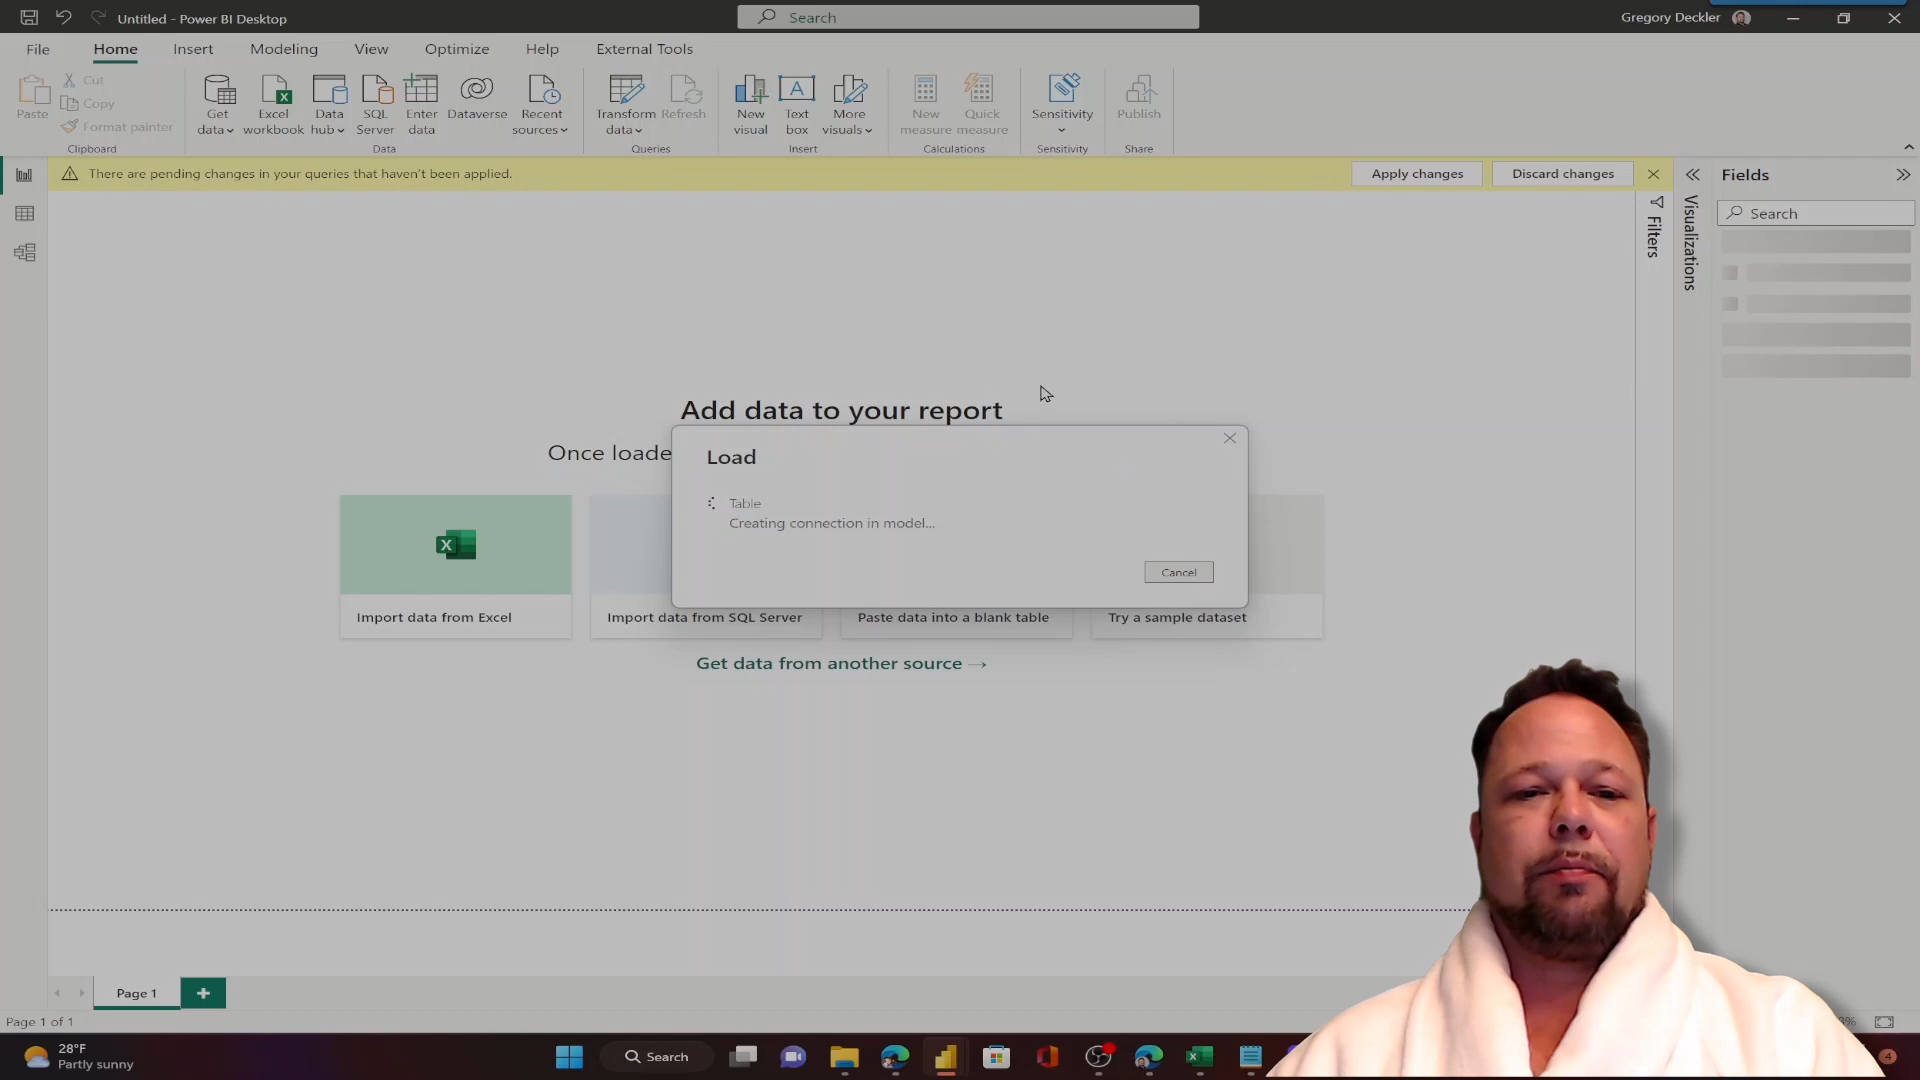 Untitled - Power BI Desktop
Search
Gregory Deckler
File
Home
Insert
Modeling
View
Optimize
Help
External Tools
Paste
Cut
Copy
Format painter
Clipboard
Get data
Excel workbook
Data hub
SQL Server
Enter data
Dataverse
Recent sources
Data
Transform data
Refresh
Queries
New visual
Text box
More visuals
Insert
New measure
Quick measure
Calculations
Sensitivity
Sensitivity
Publish
Share
There are pending changes in your queries that haven't been applied.
Apply changes
Discard changes
Filters
Visualizations
Fields
Search
Add data to your report
Once loade
Load
Table
Creating connection in model...
Cancel
Import data from Excel
Import data from SQL Server
Paste data into a blank table
Try a sample dataset
Get data from another source →
Page 1
Page 1 of 1
28°F
Partly sunny
Search
4